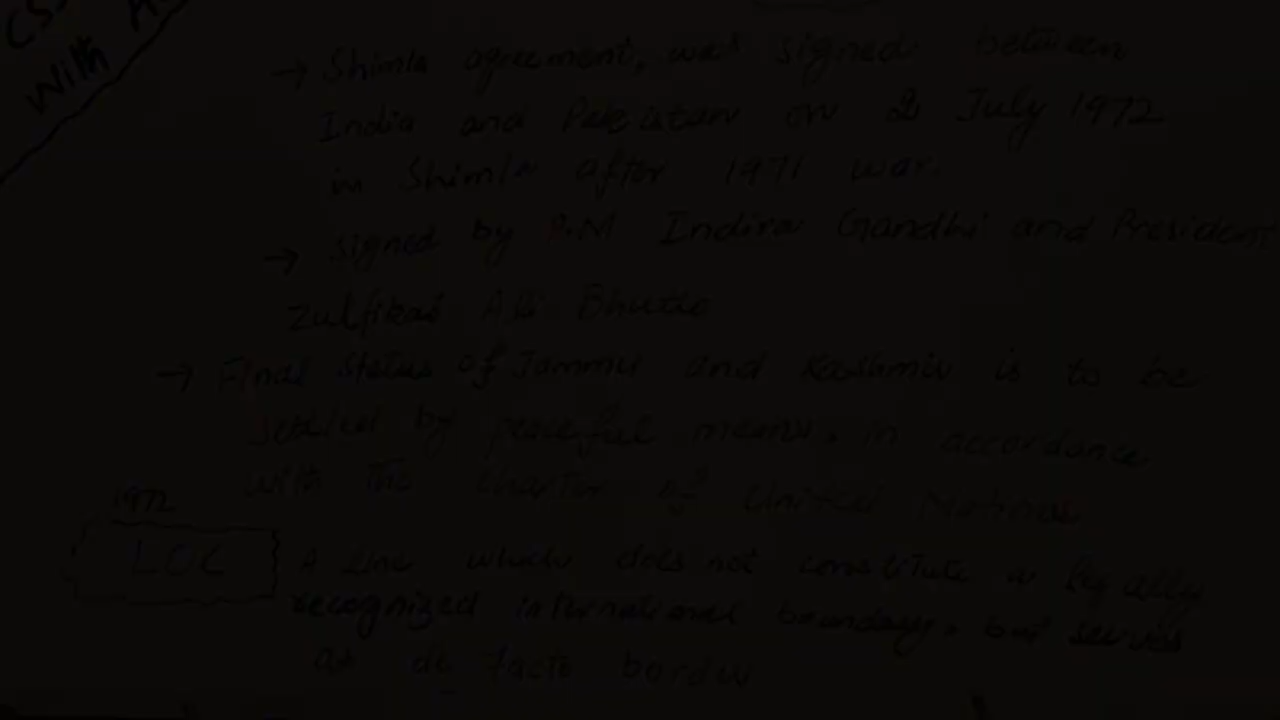 CSS
with
→ Shimla agreement, was signed between
India and Pakistan on 2 July 1972
in Shimla after 1971 war.
→ signed by P.M Indira Gandhi and President
Zulfikar Ali Bhutto
→ Final Status of Jammu and Kashmir is to be
settled by peaceful means, in accordance
with the Charter of United Nations
1972
LOC
A line which does not constitute a legally
recognized international boundary, but serves
as de facto border